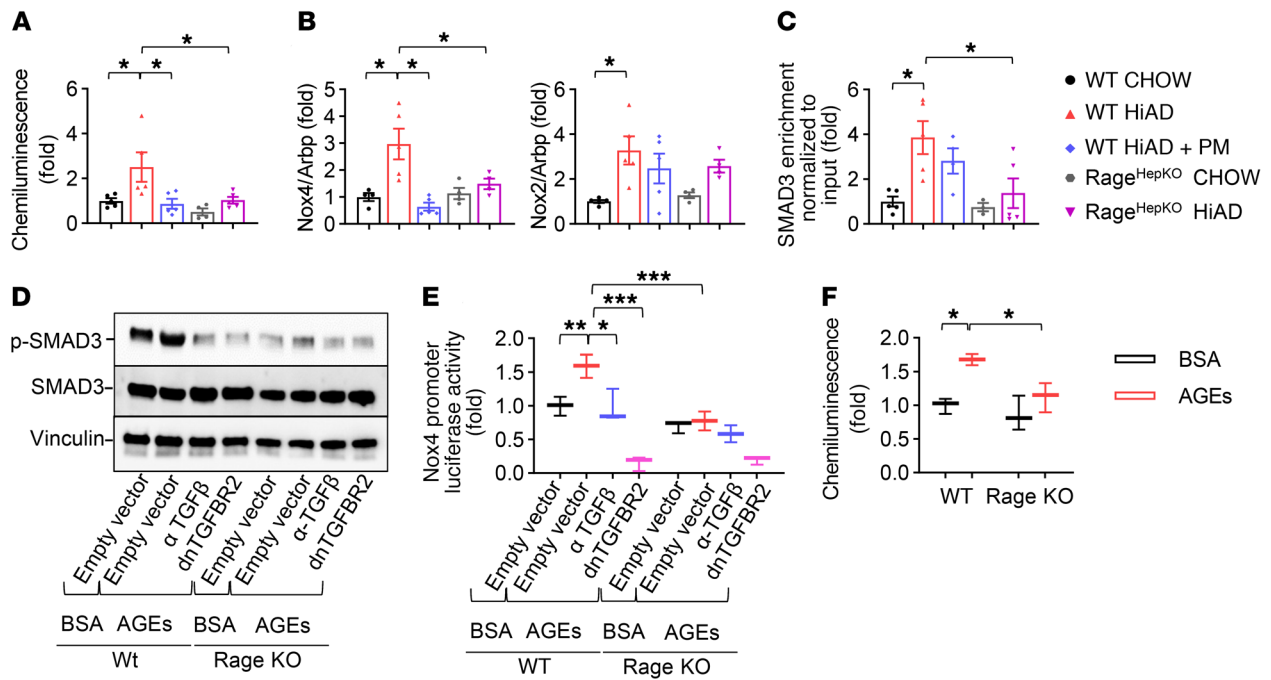 A
Chemiluminescence
(fold)
6
4
2
0
*
*
*
B
Nox4/Arbp (fold)
5
4
3
2
1
0
*
*
*
Nox2/Arbp (fold)
6
4
2
0
*
C
SMAD3 enrichment
normalized to
input (fold)
6
4
2
0
*
*
WT CHOW
WT HiAD
WT HiAD + PM
RageHepKO CHOW
RageHepKO HiAD
D
p-SMAD3
SMAD3
Vinculin
Empty vector
Empty vector
α TGFβ
dnTGFBR2
Empty vector
Empty vector
α-TGFβ
dnTGFBR2
BSA AGEs BSA AGEs
Wt Rage KO
E
Nox4 promoter
luciferase activity
(fold)
2.0
1.5
1.0
0.5
0.0
***
***
** *
Empty vector
Empty vector
α TGFβ
dnTGFBR2
Empty vector
Empty vector
α-TGFβ
dnTGFBR2
BSA AGEs BSA AGEs
WT Rage KO
F
Chemiluminescence
(fold)
2.0
1.5
1.0
0.5
0.0
* *
WT Rage KO
BSA
AGEs